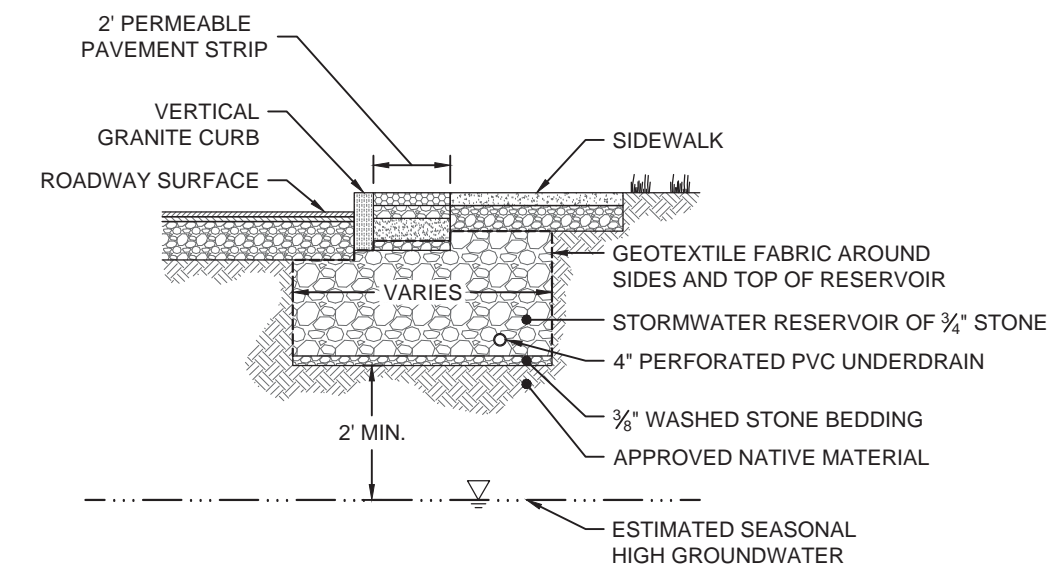 2' PERMEABLE
PAVEMENT STRIP
VERTICAL
GRANITE CURB
ROADWAY SURFACE
SIDEWALK
GEOTEXTILE FABRIC AROUND
SIDES AND TOP OF RESERVOIR
VARIES
STORMWATER RESERVOIR OF ¾" STONE
4" PERFORATED PVC UNDERDRAIN
⅜" WASHED STONE BEDDING
2' MIN.
APPROVED NATIVE MATERIAL
ESTIMATED SEASONAL
HIGH GROUNDWATER